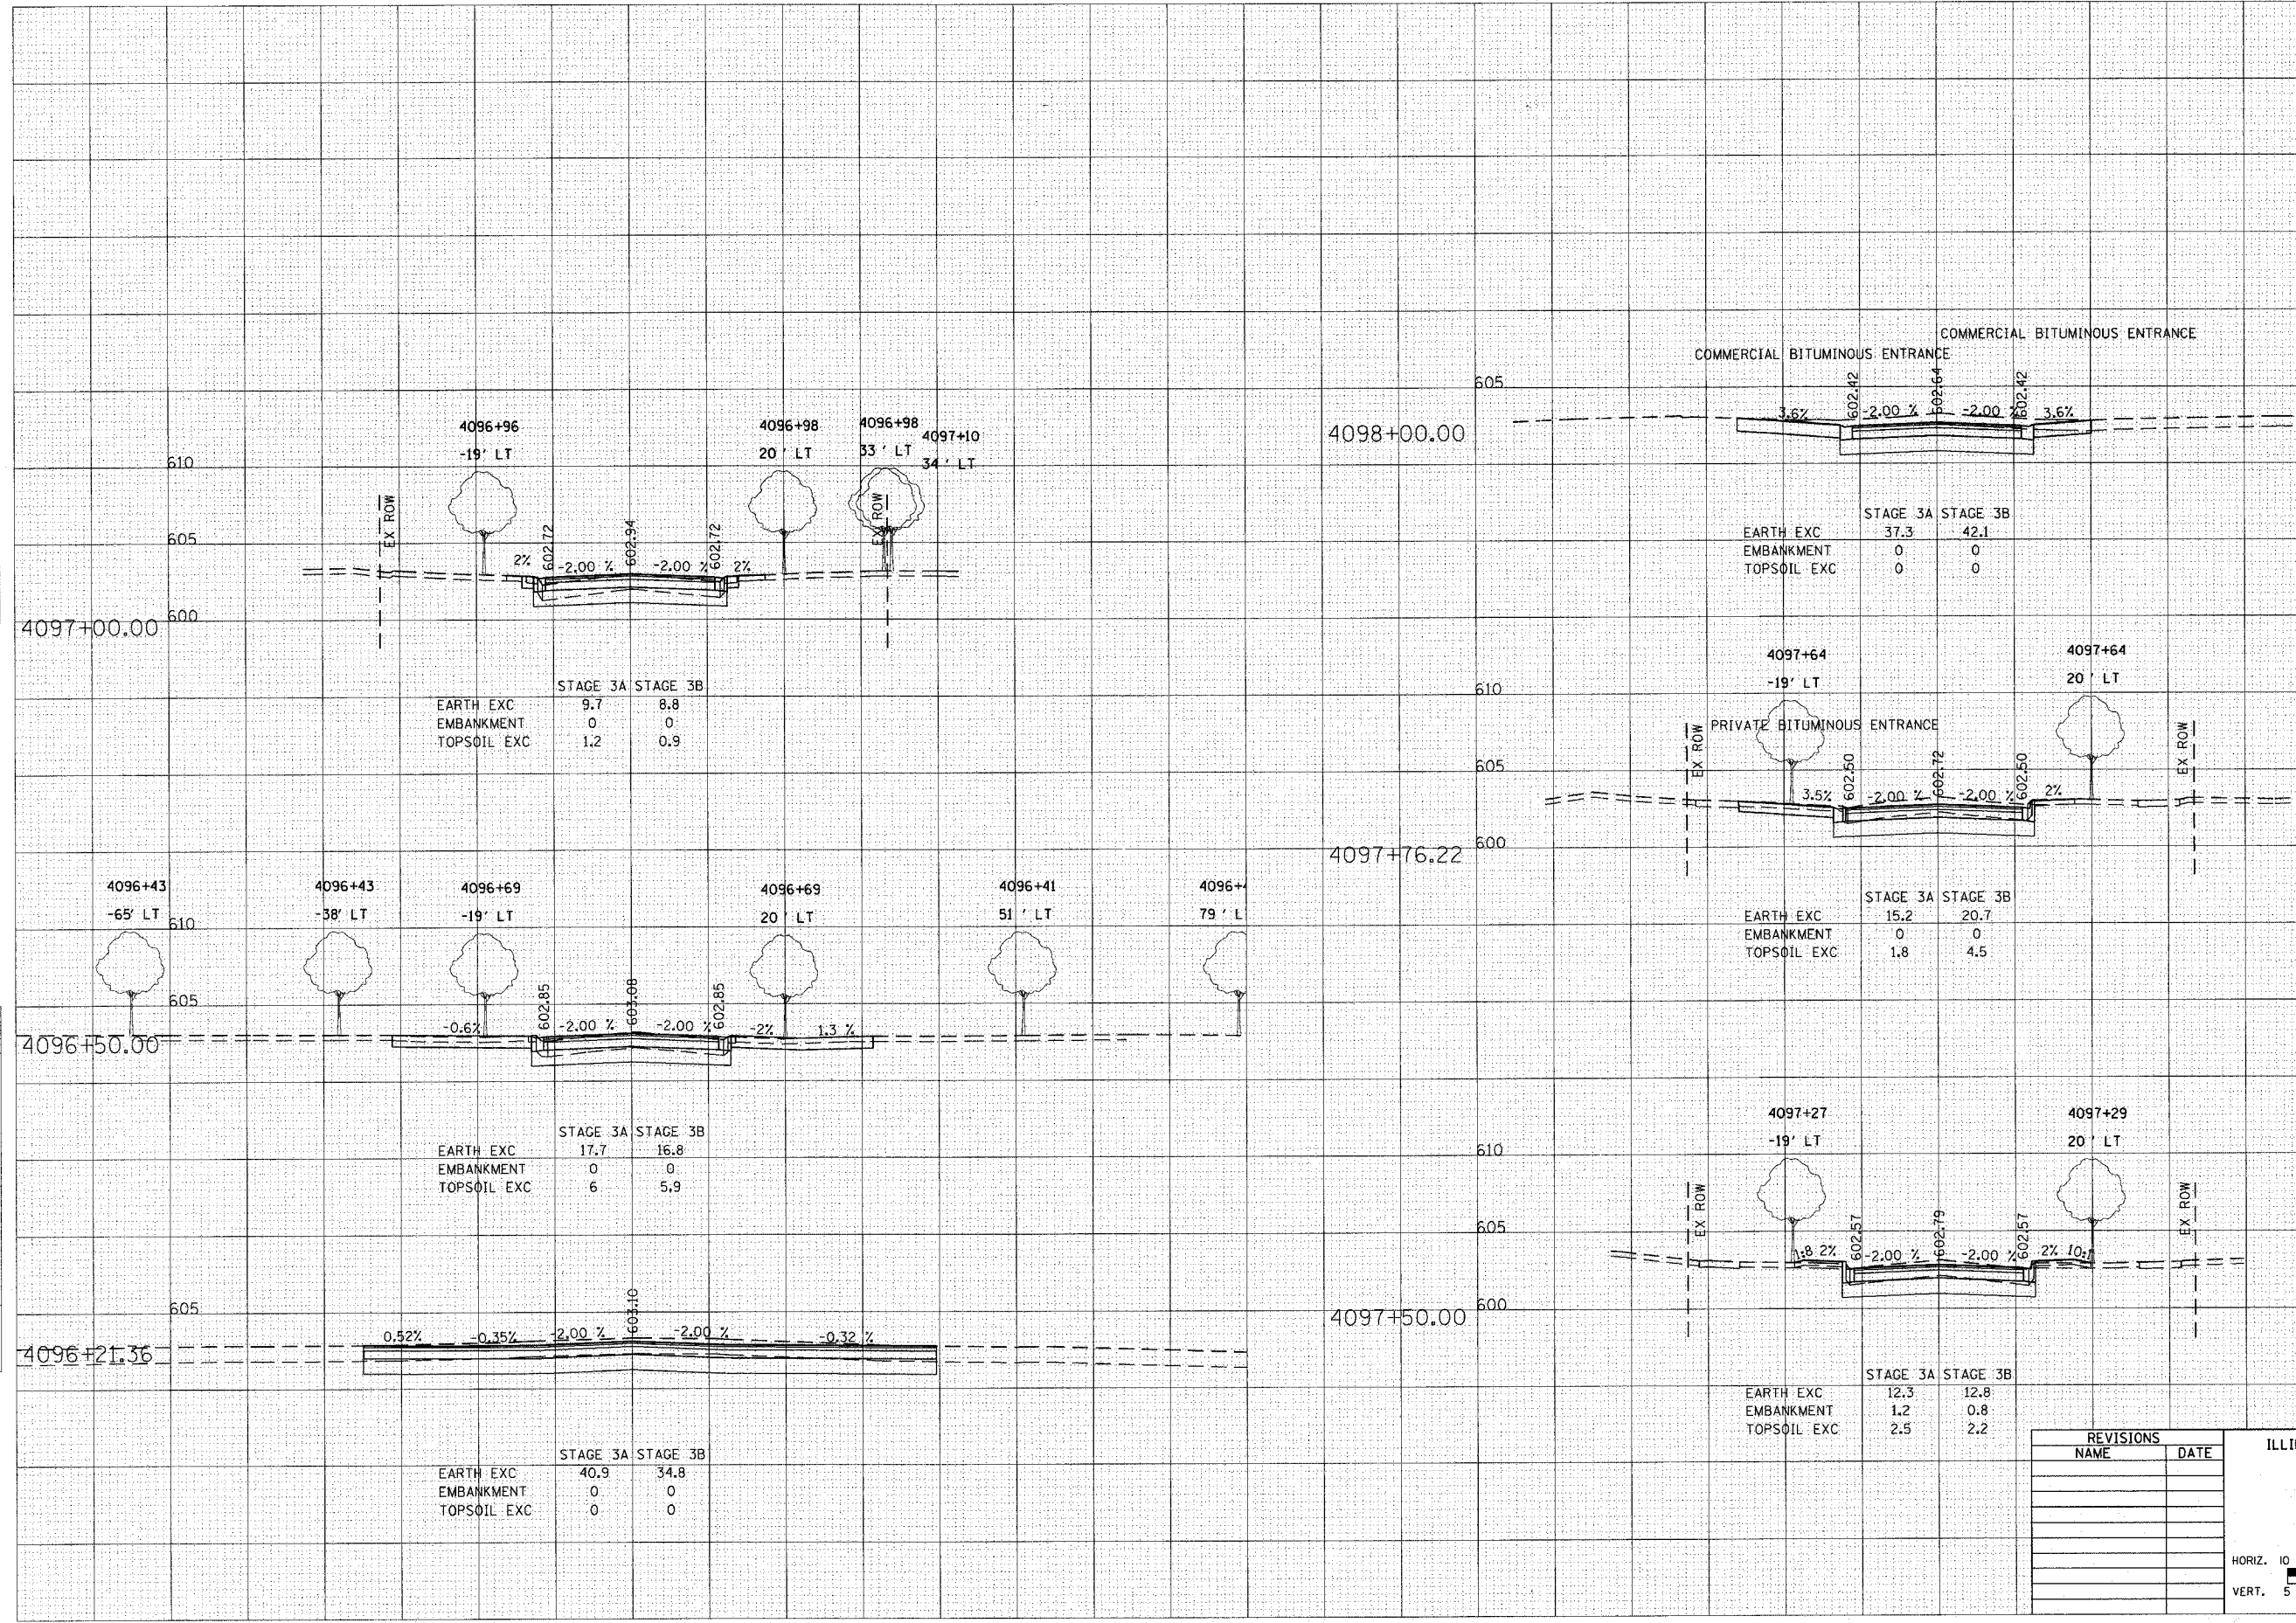 4096+96
-19' LT
4096+98
20 ' LT
4096+98
33 ' LT
4097+10
34 ' LT
610
EX ROW
EX ROW
605
602.72
602.94
602.72
2%
-2.00 %
-2.00 %
2%
600
4097+00.00
STAGE 3A STAGE 3B
EARTH EXC 9.7 8.8
EMBANKMENT 0 0
TOPSOIL EXC 1.2 0.9
4096+43
-65' LT
4096+43
-38' LT
4096+69
-19' LT
4096+69
20 ' LT
4096+41
51 ' LT
4096+
79 ' L
610
605
602.85
603.08
602.85
-0.6%
-2.00 %
-2.00 %
-2%
1.3 %
4096+50.00
STAGE 3A STAGE 3B
EARTH EXC 17.7 16.8
EMBANKMENT 0 0
TOPSOIL EXC 6 5.9
605
603.10
0.52%
-0.35%
-2.00 %
-2.00 %
-0.32 %
4096+21.36
STAGE 3A STAGE 3B
EARTH EXC 40.9 34.8
EMBANKMENT 0 0
TOPSOIL EXC 0 0
COMMERCIAL BITUMINOUS ENTRANCE
COMMERCIAL BITUMINOUS ENTRANCE
605
602.42
602.64
602.42
3.6%
-2.00 %
-2.00 %
3.6%
4098+00.00
STAGE 3A STAGE 3B
EARTH EXC 37.3 42.1
EMBANKMENT 0 0
TOPSOIL EXC 0 0
4097+64
-19' LT
4097+64
20 ' LT
610
PRIVATE BITUMINOUS ENTRANCE
EX ROW
EX ROW
605
602.50
602.72
602.50
3.5%
-2.00 %
-2.00 %
2%
600
4097+76.22
STAGE 3A STAGE 3B
EARTH EXC 15.2 20.7
EMBANKMENT 0 0
TOPSOIL EXC 1.8 4.5
4097+27
-19' LT
4097+29
20 ' LT
610
EX ROW
EX ROW
605
602.57
602.79
602.57
1:8 2%
-2.00 %
-2.00 %
2% 10:1
600
4097+50.00
STAGE 3A STAGE 3B
EARTH EXC 12.3 12.8
EMBANKMENT 1.2 0.8
TOPSOIL EXC 2.5 2.2
REVISIONS
NAME DATE
HORIZ. 10
VERT. 5